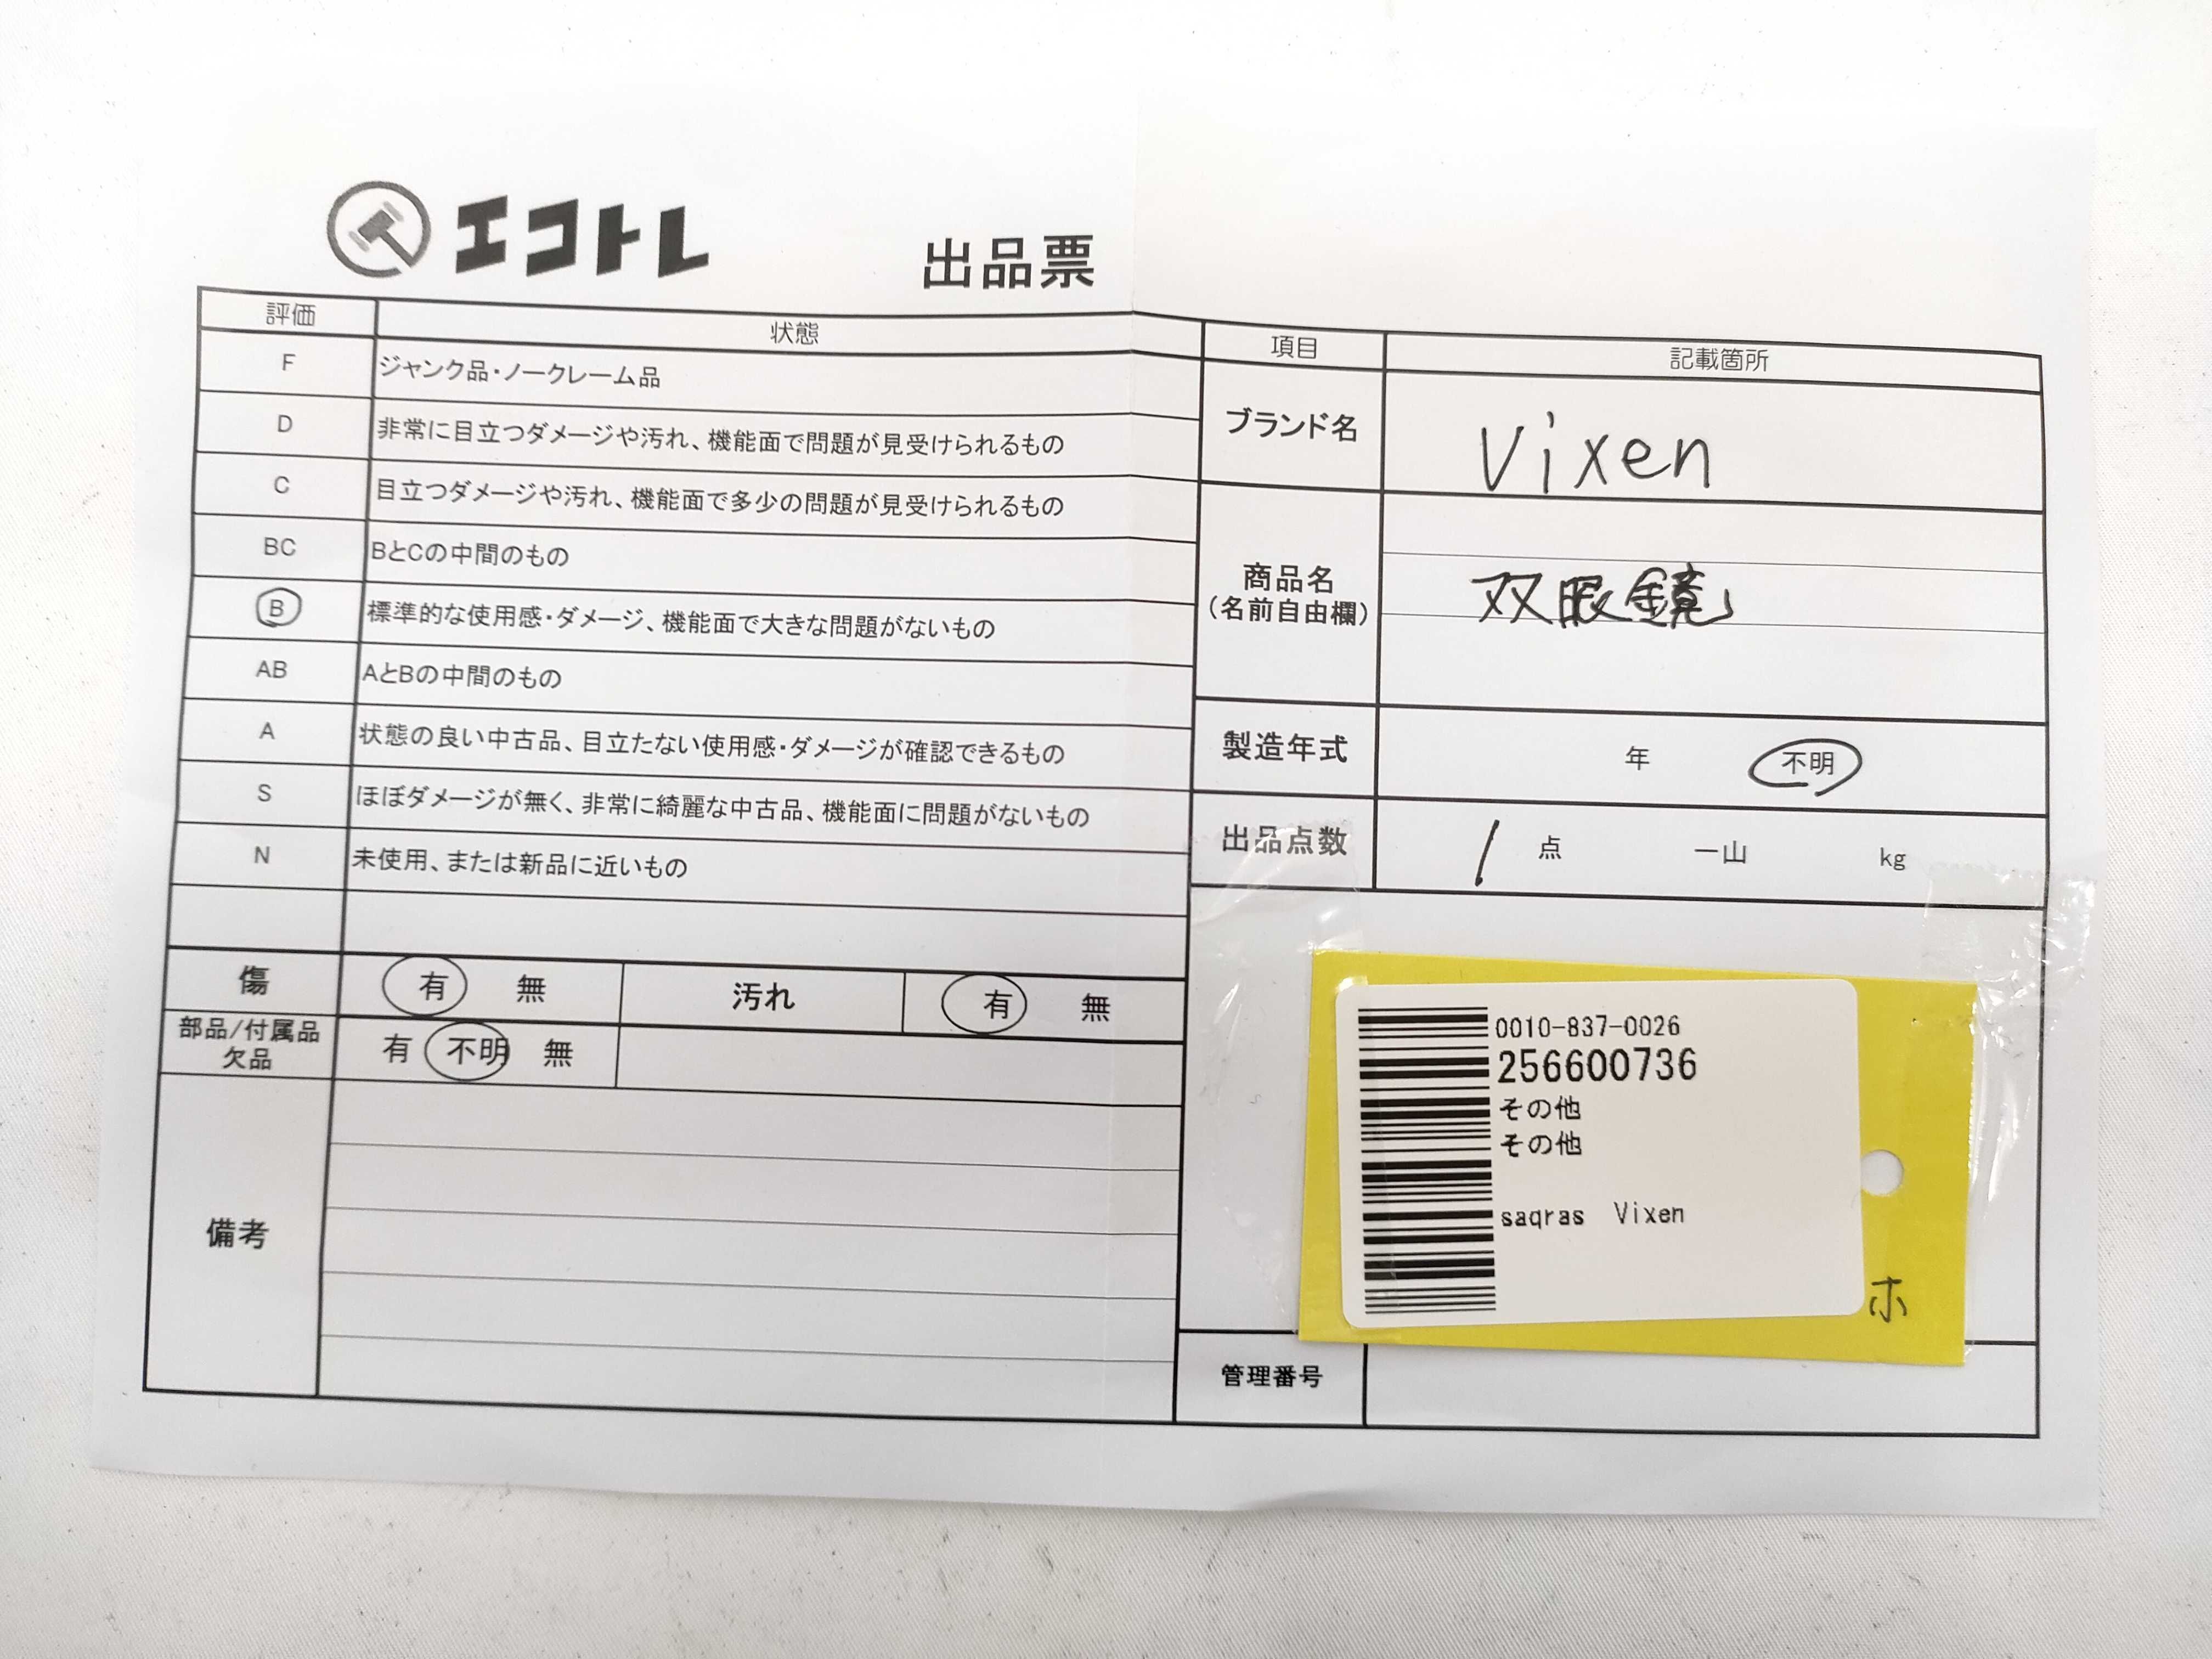 エコトレ
出品票
評価 状態
F ジャンク品・ノークレーム品
D 非常に目立つダメージや汚れ、機能面で問題が見受けられるもの
C 目立つダメージや汚れ、機能面で多少の問題が見受けられるもの
BC BとCの中間のもの
B 標準的な使用感・ダメージ、機能面で大きな問題がないもの
AB AとBの中間のもの
A 状態の良い中古品、目立たない使用感・ダメージが確認できるもの
S ほぼダメージが無く、非常に綺麗な中古品、機能面に問題がないもの
N 未使用、または新品に近いもの
傷 有 無 汚れ 有 無
部品/付属品
欠品
有 不明 無
備考
項目 記載箇所
ブランド名 Vixen
商品名
(名前自由欄)
双眼鏡
製造年式 年 不明
出品点数 1 点 一山 kg
0010-837-0026
256600736
その他
その他
saqras Vixen
ホ
管理番号